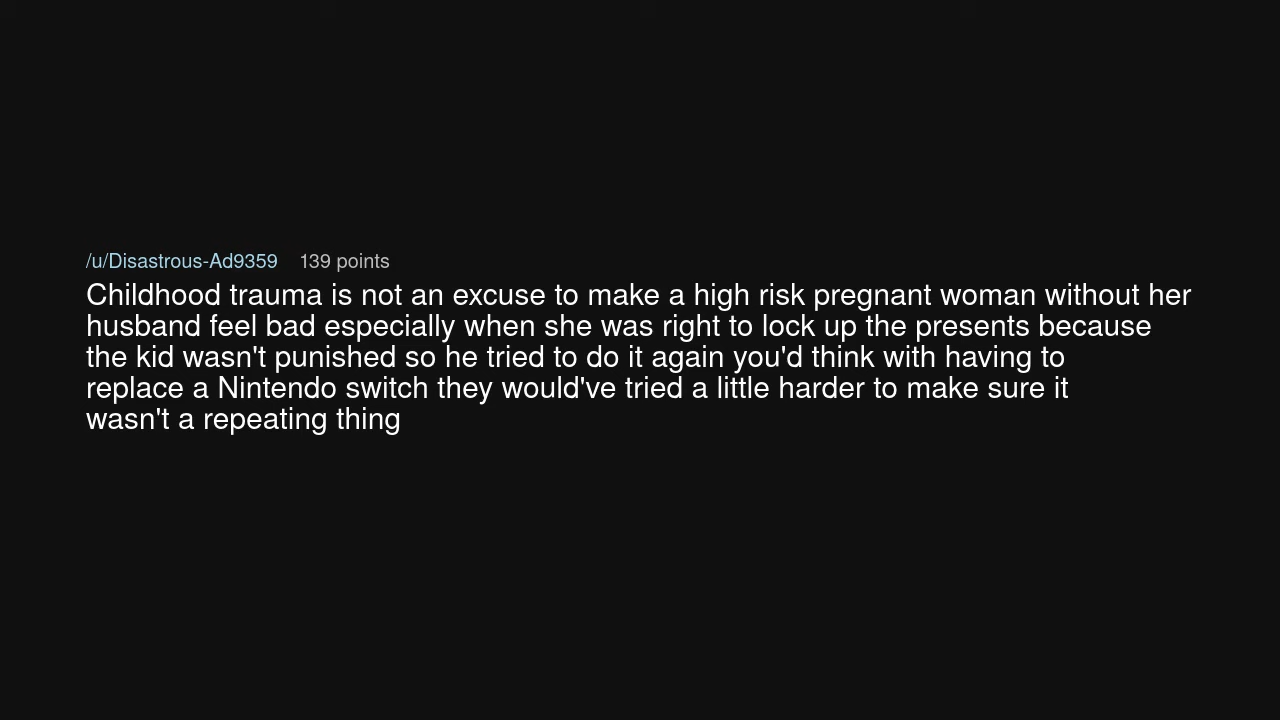 /u/Disastrous-Ad9359 139 points
Childhood trauma is not an excuse to make a high risk pregnant woman without her
husband feel bad especially when she was right to lock up the presents because
the kid wasn't punished so he tried to do it again you'd think with having to
replace a Nintendo switch they would've tried a little harder to make sure it
wasn't a repeating thing